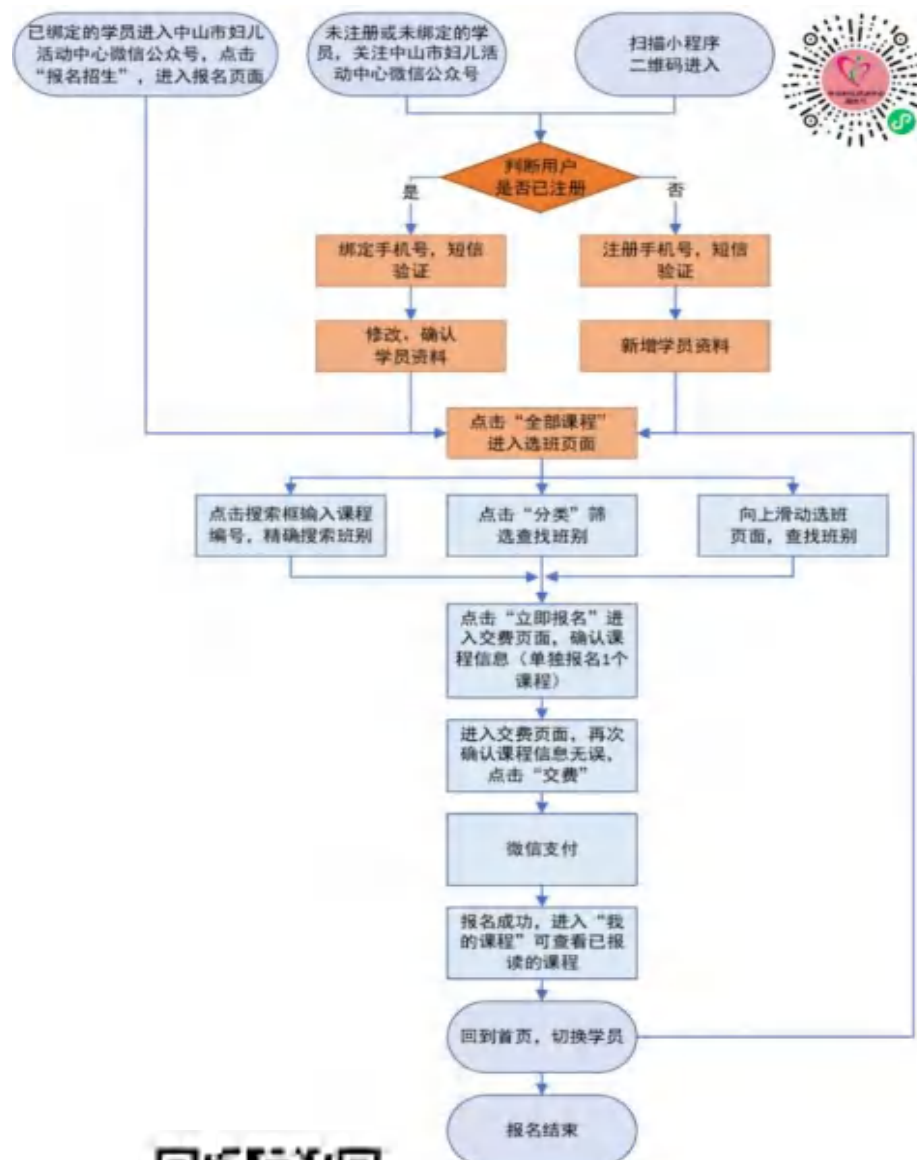 已绑定的学员进入中山市妇儿
活动中心微信公众号，点击
“报名招生”，进入报名页面
未注册或未绑定的学
员，关注中山市妇儿活
动中心微信公众号
扫描小程序
二维码进入
判断用户
是否已注册
是
否
绑定手机号，短信
验证
注册手机号，短信
验证
修改、确认
学员资料
新增学员资料
点击“全部课程”
进入选班页面
点击搜索框输入课程
编号，精确搜索班别
点击“分类”筛
选查找班别
向上滑动选班
页面，查找班别
点击“立即报名”进
入交费页面，确认课
程信息（单独报名1个
课程）
进入交费页面，再次
确认课程信息无误，
点击“交费”
微信支付
报名成功，进入“我
的课程”可查看已报
读的课程
回到首页，切换学员
报名结束